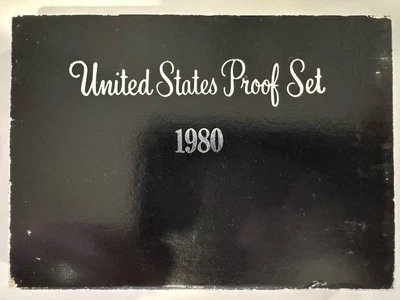 United States Proof Set
1980